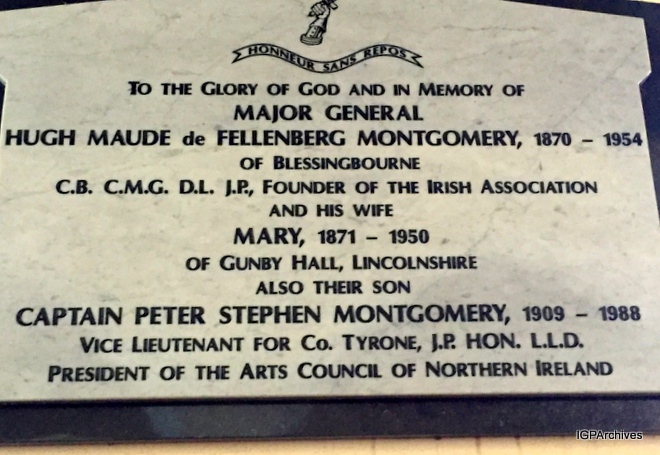 HONNEUR SANS REPOS
TO THE GLORY OF GOD AND IN MEMORY OF
MAJOR GENERAL
HUGH MAUDE de FELLENBERG MONTGOMERY, 1870 – 1954
OF BLESSINGBOURNE
C.B. C.M.G. D.L. J.P., FOUNDER OF THE IRISH ASSOCIATION
AND HIS WIFE
MARY, 1871 – 1950
OF GUNBY HALL, LINCOLNSHIRE
ALSO THEIR SON
CAPTAIN PETER STEPHEN MONTGOMERY, 1909 – 1988
VICE LIEUTENANT FOR CO. TYRONE, J.P. HON. L.L.D.
PRESIDENT OF THE ARTS COUNCIL OF NORTHERN IRELAND
IGPArchives